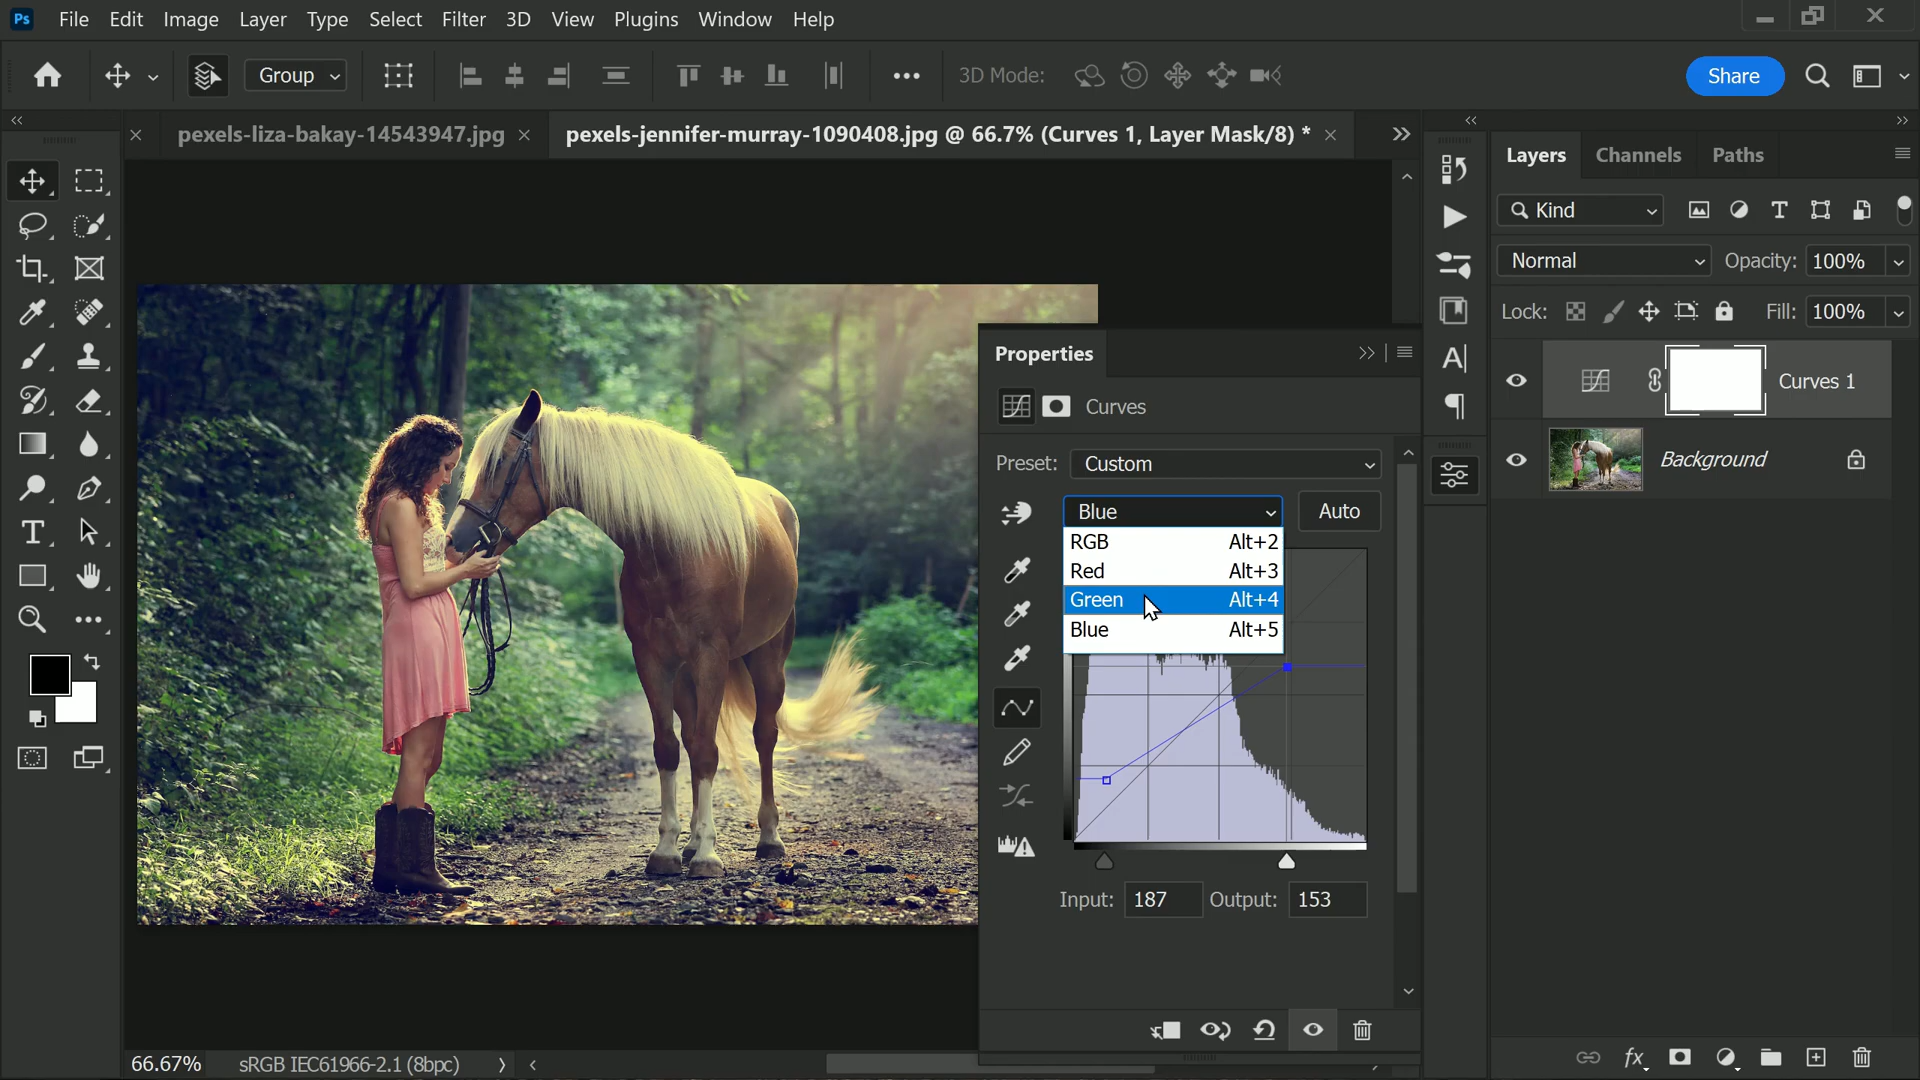 Ps File Edit Image Layer Type Select Filter 3D View Plugins Window Help
Group 3D Mode: Share
pexels-liza-bakay-14543947.jpg pexels-jennifer-murray-1090408.jpg @ 66.7% (Curves 1, Layer Mask/8) *
Layers Channels Paths
Kind
Normal Opacity: 100%
Lock: Fill: 100%
Curves 1
Background
Properties
Curves
Preset: Custom
Blue Auto
RGB Alt+2
Red Alt+3
Green Alt+4
Blue Alt+5
Input: 187 Output: 153
66.67% sRGB IEC61966-2.1 (8bpc)